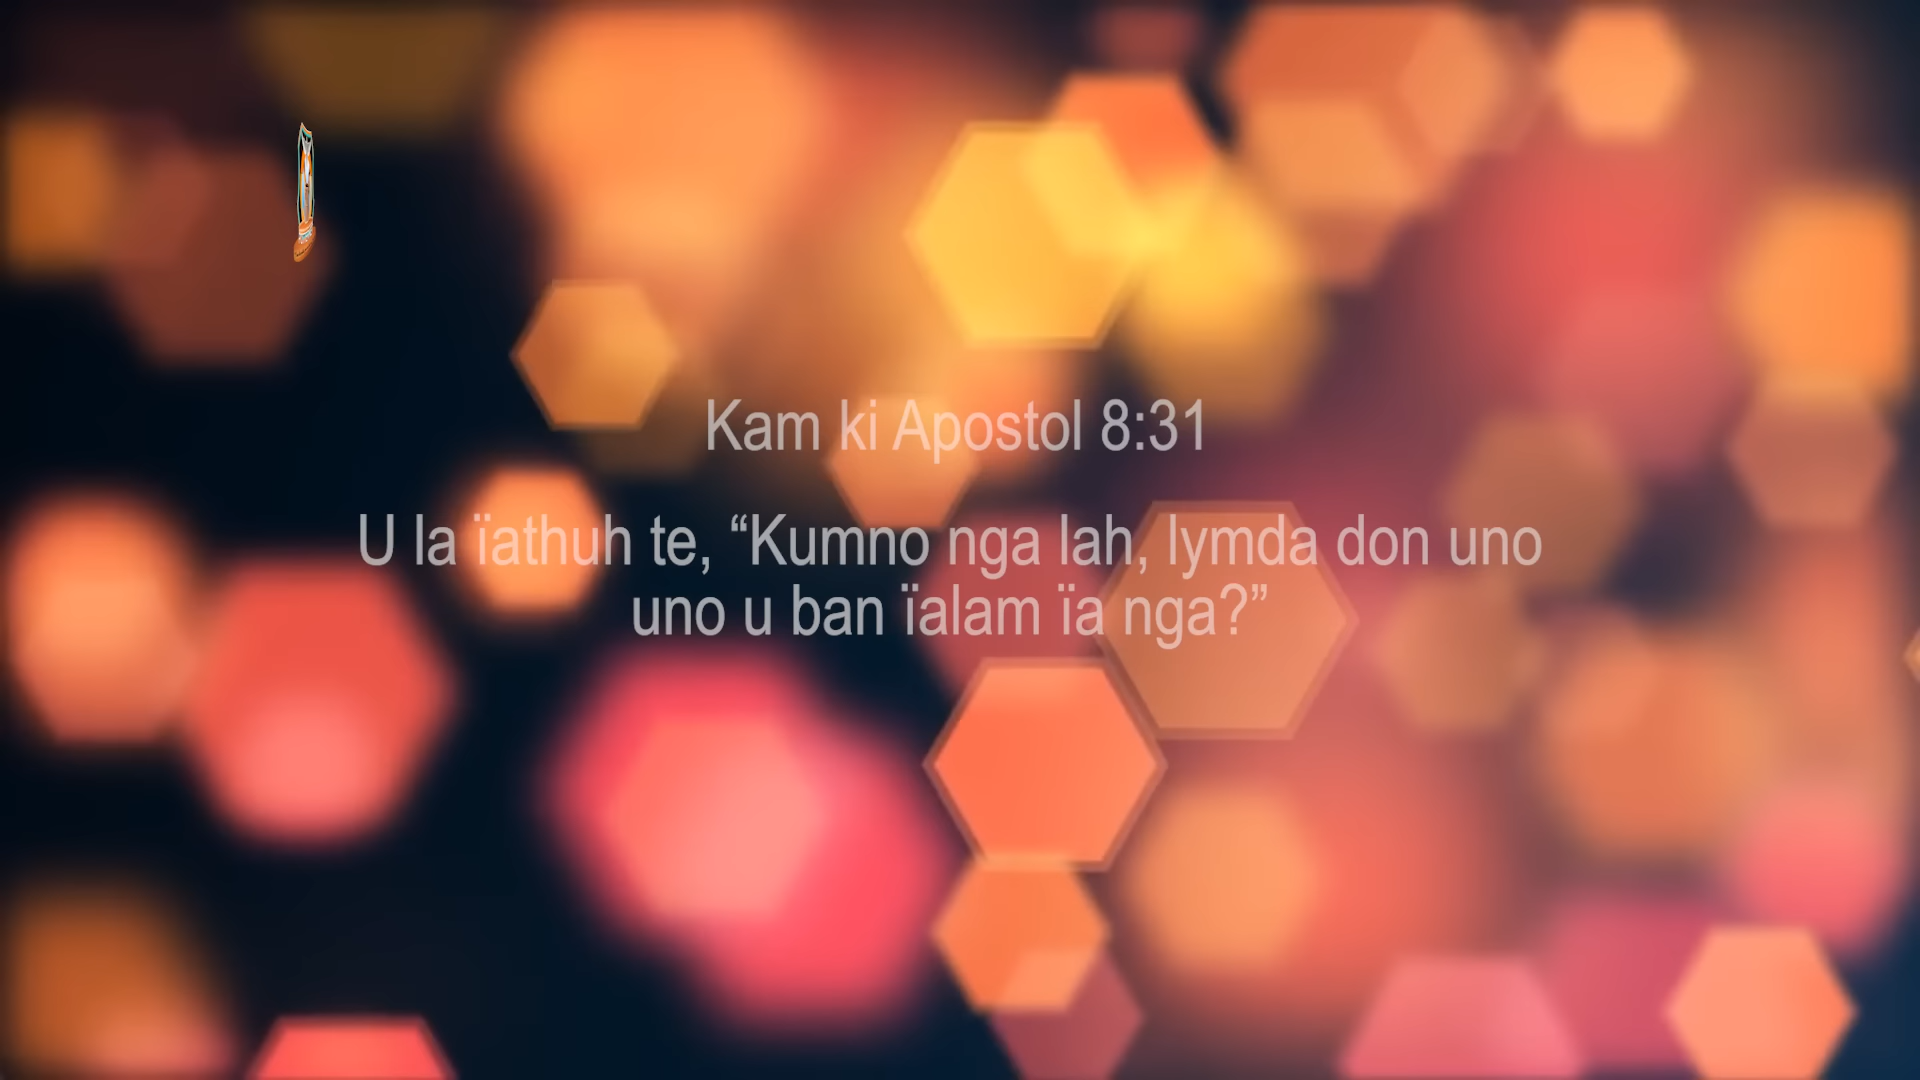 Kam ki Apostol 8:31
U la ïathuh te, “Kumno nga lah, lymda don uno
uno u ban ïalam ïa nga?”